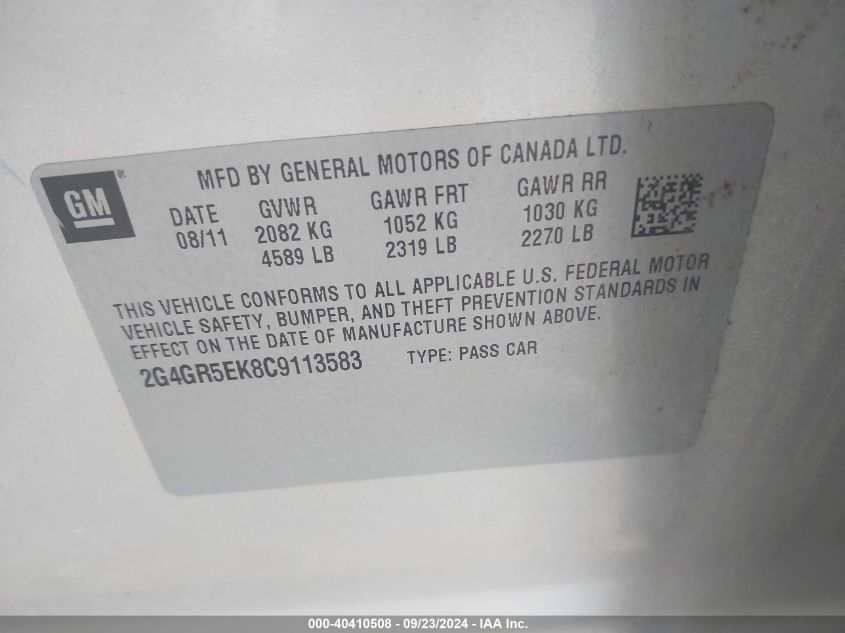 MFD BY GENERAL MOTORS OF CANADA LTD.
GM®
DATE GVWR GAWR FRT GAWR RR
08/11 2082 KG 1052 KG 1030 KG
4589 LB 2319 LB 2270 LB
THIS VEHICLE CONFORMS TO ALL APPLICABLE U.S. FEDERAL MOTOR
VEHICLE SAFETY, BUMPER, AND THEFT PREVENTION STANDARDS IN
EFFECT ON THE DATE OF MANUFACTURE SHOWN ABOVE.
2G4GR5EK8C9113583 TYPE: PASS CAR
000-40410508 - 09/23/2024 - IAA Inc.